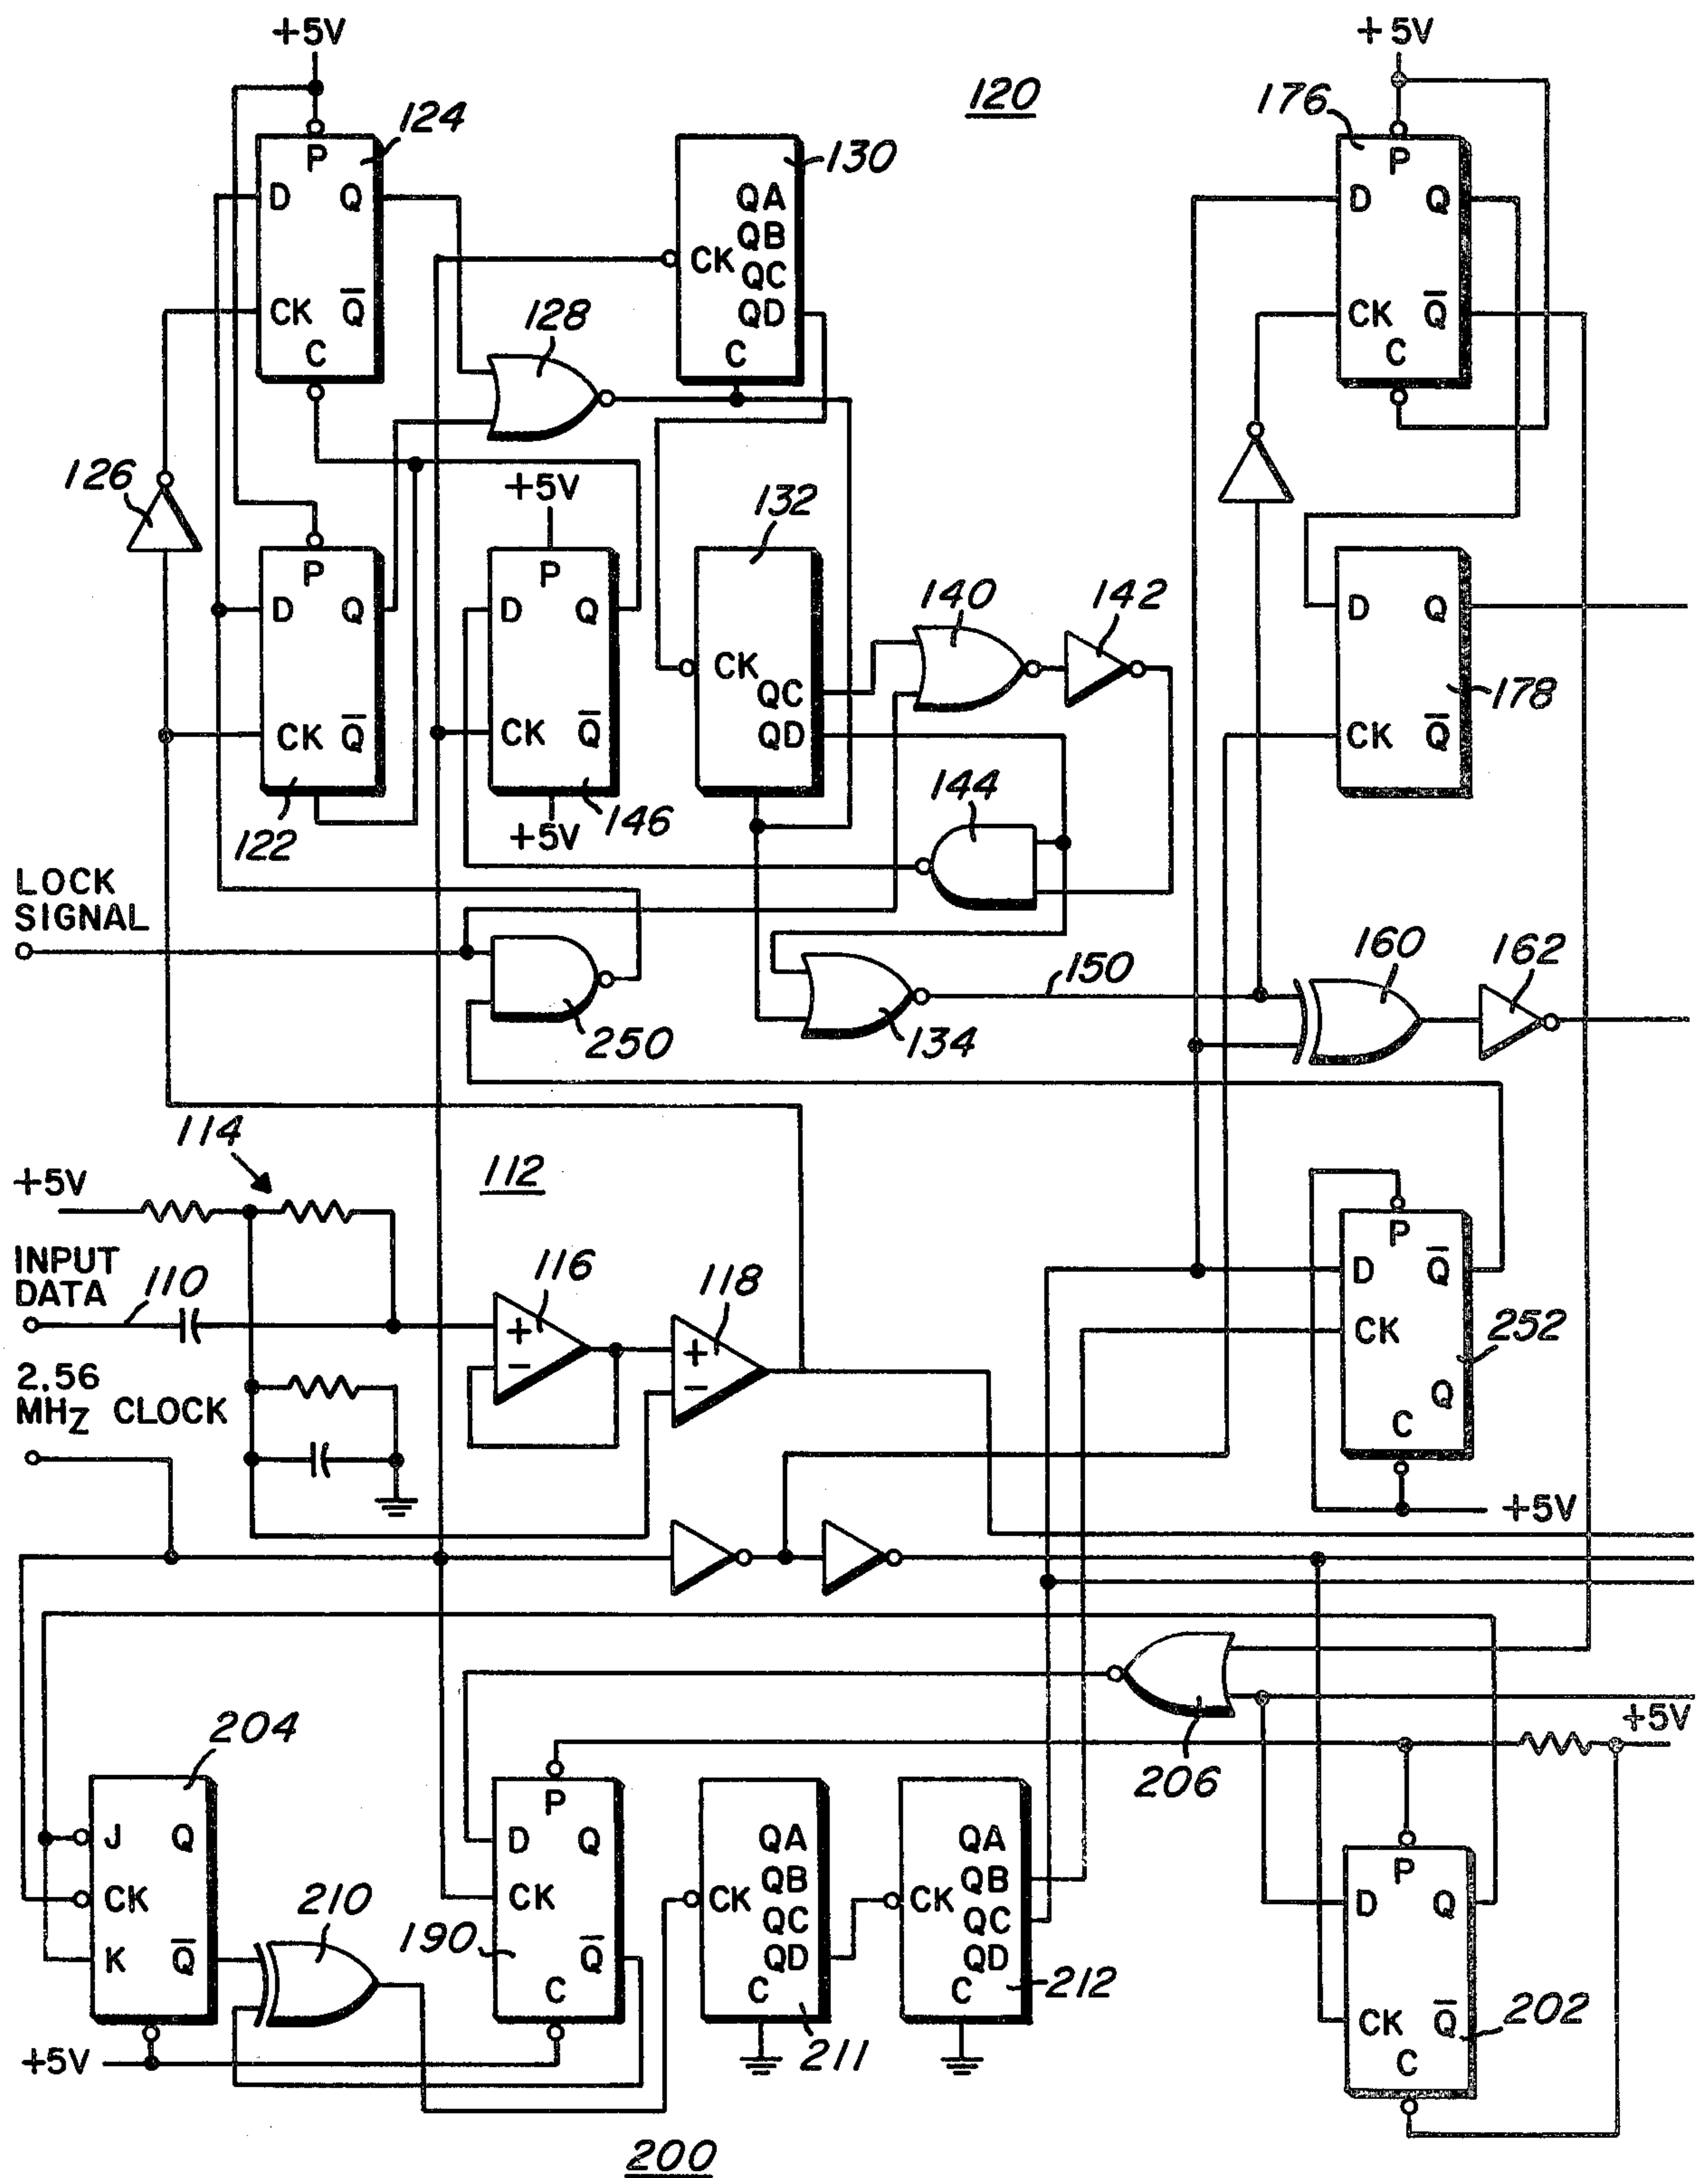 +5V
+5V
120
124
176
130
P
D Q
CK Q̅
C
QA
QB
CK QC
QD
C
P
D Q
CK Q̅
C
128
126
+5V
132
P
D Q
CK Q̅
122
P
D Q
CK Q̅
146
+5V
CK
QC
QD
140
142
D Q
178
CK Q̅
144
LOCK
SIGNAL
250
134
150
160
162
114
112
+5V
INPUT
DATA
110
116
118
+
−
+
−
P
D Q̅
CK
252
Q
C
+5V
2.56
MHZ CLOCK
204
206
+5V
J Q
CK
K Q̅
210
P
D Q
CK
190
Q̅
C
QA
QB
CK
QC
QD
C
211
QA
QB
CK
QC
QD
C
212
P
D Q
CK Q̅
202
C
+5V
200